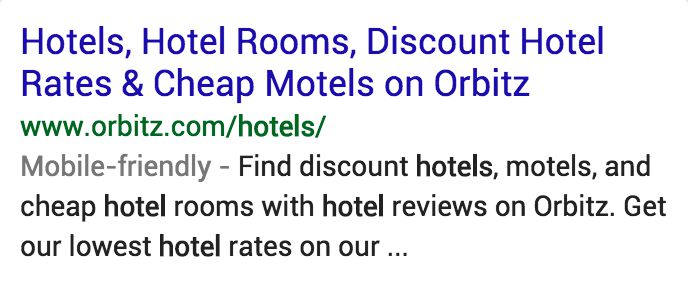 Hotels, Hotel Rooms, Discount Hotel
Rates & Cheap Motels on Orbitz
www.orbitz.com/hotels/
Mobile-friendly - Find discount hotels, motels, and
cheap hotel rooms with hotel reviews on Orbitz. Get
our lowest hotel rates on our ...